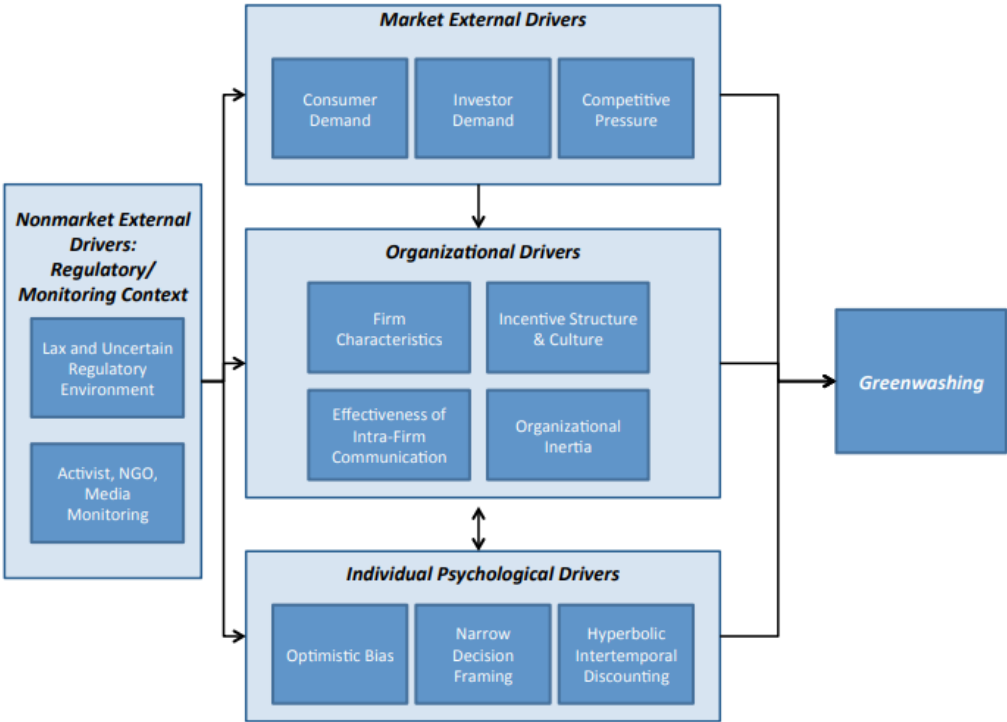 Market External Drivers
Consumer
Demand
Investor
Demand
Competitive
Pressure
Nonmarket External
Drivers:
Regulatory/
Monitoring Context
Lax and Uncertain
Regulatory
Environment
Activist, NGO,
Media
Monitoring
Organizational Drivers
Firm
Characteristics
Incentive Structure
& Culture
Effectiveness of
Intra-Firm
Communication
Organizational
Inertia
Individual Psychological Drivers
Optimistic Bias
Narrow
Decision
Framing
Hyperbolic
Intertemporal
Discounting
Greenwashing